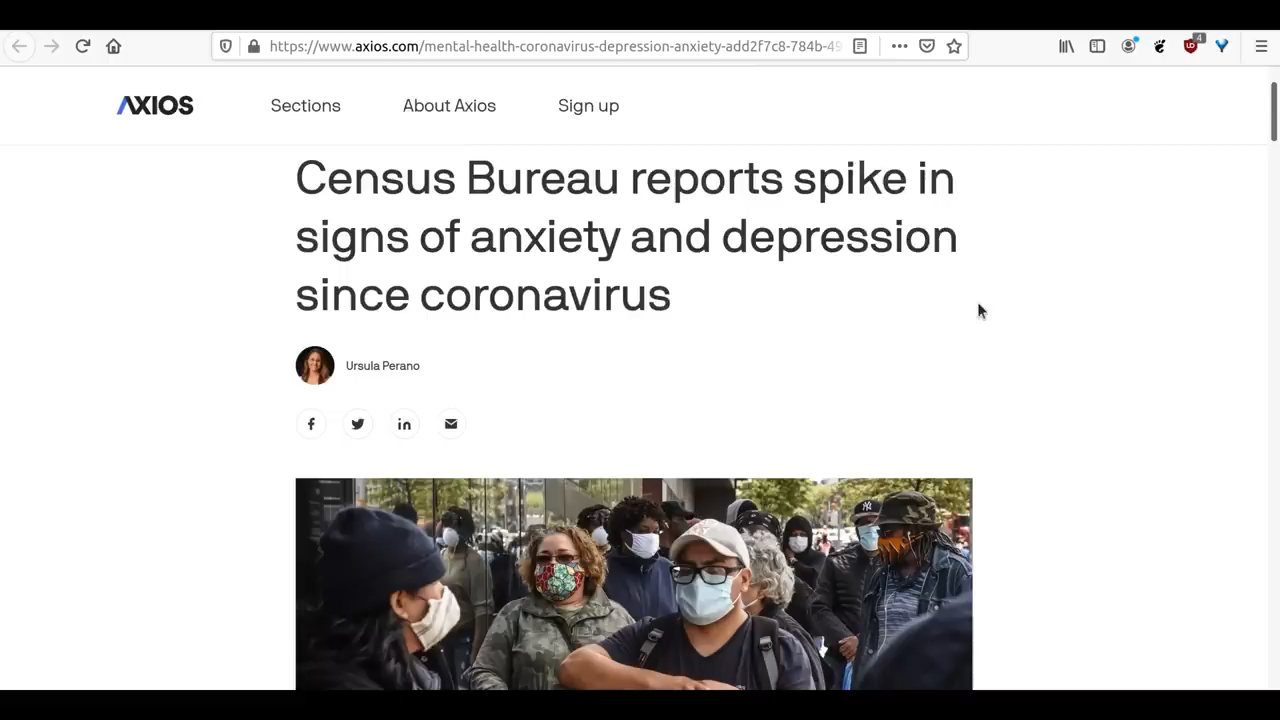 https://www.axios.com/mental-health-coronavirus-depression-anxiety-add2f7c8-784b-49
4
AXIOS
Sections
About Axios
Sign up
Census Bureau reports spike in
signs of anxiety and depression
since coronavirus
Ursula Perano